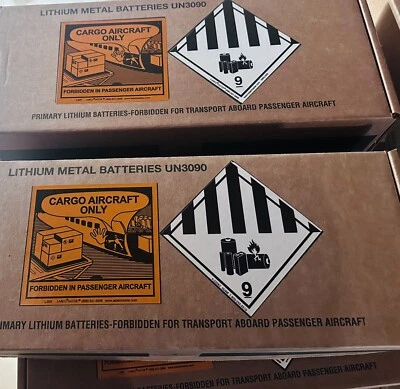 LITHIUM METAL BATTERIES UN3090
CARGO AIRCRAFT
ONLY
FORBIDDEN IN PASSENGER AIRCRAFT
9
PRIMARY LITHIUM BATTERIES-FORBIDDEN FOR TRANSPORT ABOARD PASSENGER AIRCRAFT
LITHIUM METAL BATTERIES UN3090
CARGO AIRCRAFT
ONLY
FORBIDDEN IN PASSENGER AIRCRAFT
9
RIMARY LITHIUM BATTERIES-FORBIDDEN FOR TRANSPORT ABOARD PASSENGER AIRCRAFT